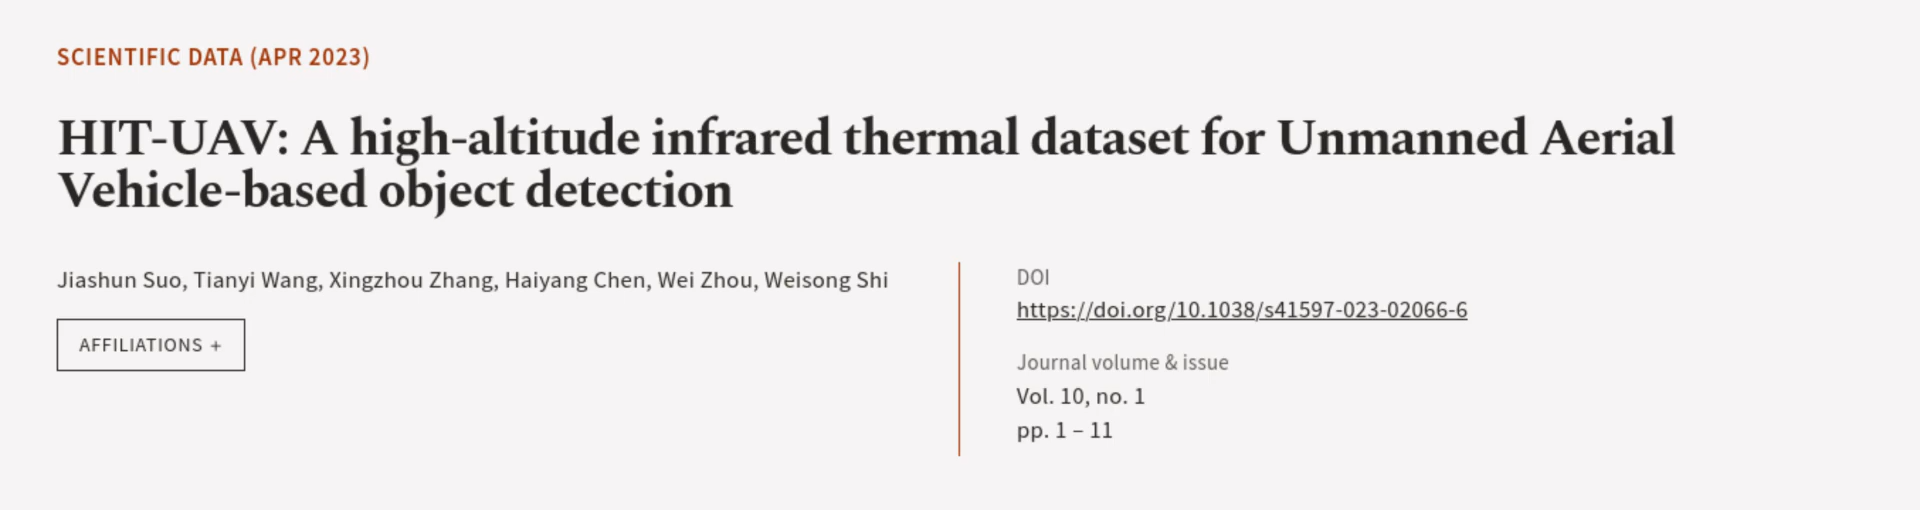 SCIENTIFIC DATA (APR 2023)
HIT-UAV: A high-altitude infrared thermal dataset for Unmanned Aerial
Vehicle-based object detection
Jiashun Suo, Tianyi Wang, Xingzhou Zhang, Haiyang Chen, Wei Zhou, Weisong Shi
AFFILIATIONS +
DOI
https://doi.org/10.1038/s41597-023-02066-6
Journal volume & issue
Vol. 10, no. 1
pp. 1 – 11